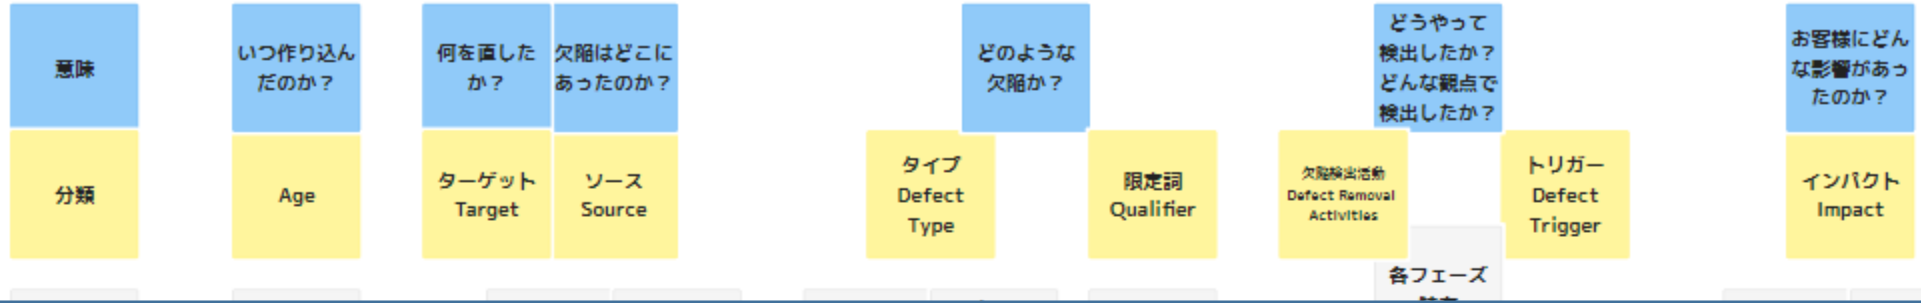 意味
いつ作り込ん
だのか？
何を直した
か？
欠陥はどこに
あったのか？
どのような
欠陥か？
どうやって
検出したか？
どんな観点で
検出したか？
お客様にどん
な影響があっ
たのか？
分類
Age
ターゲット
Target
ソース
Source
タイプ
Defect
Type
限定詞
Qualifier
欠陥検出活動
Defect Removal
Activities
トリガー
Defect
Trigger
インパクト
Impact
各フェーズ